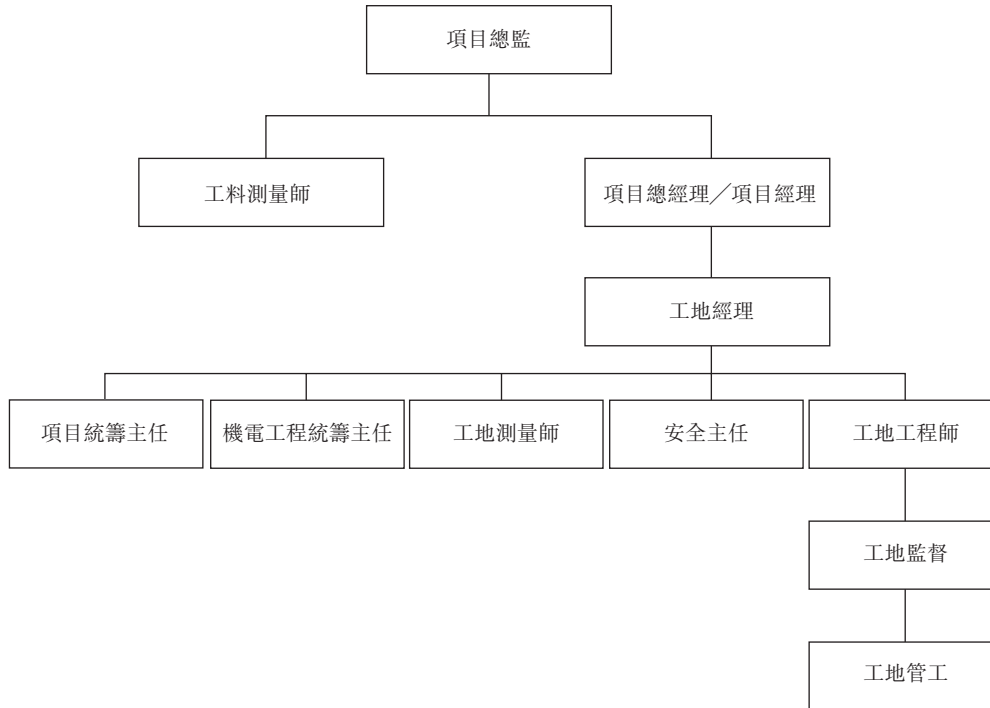 項目總監
工料測量師
項目總經理／項目經理
工地經理
項目統籌主任
機電工程統籌主任
工地測量師
安全主任
工地工程師
工地監督
工地管工